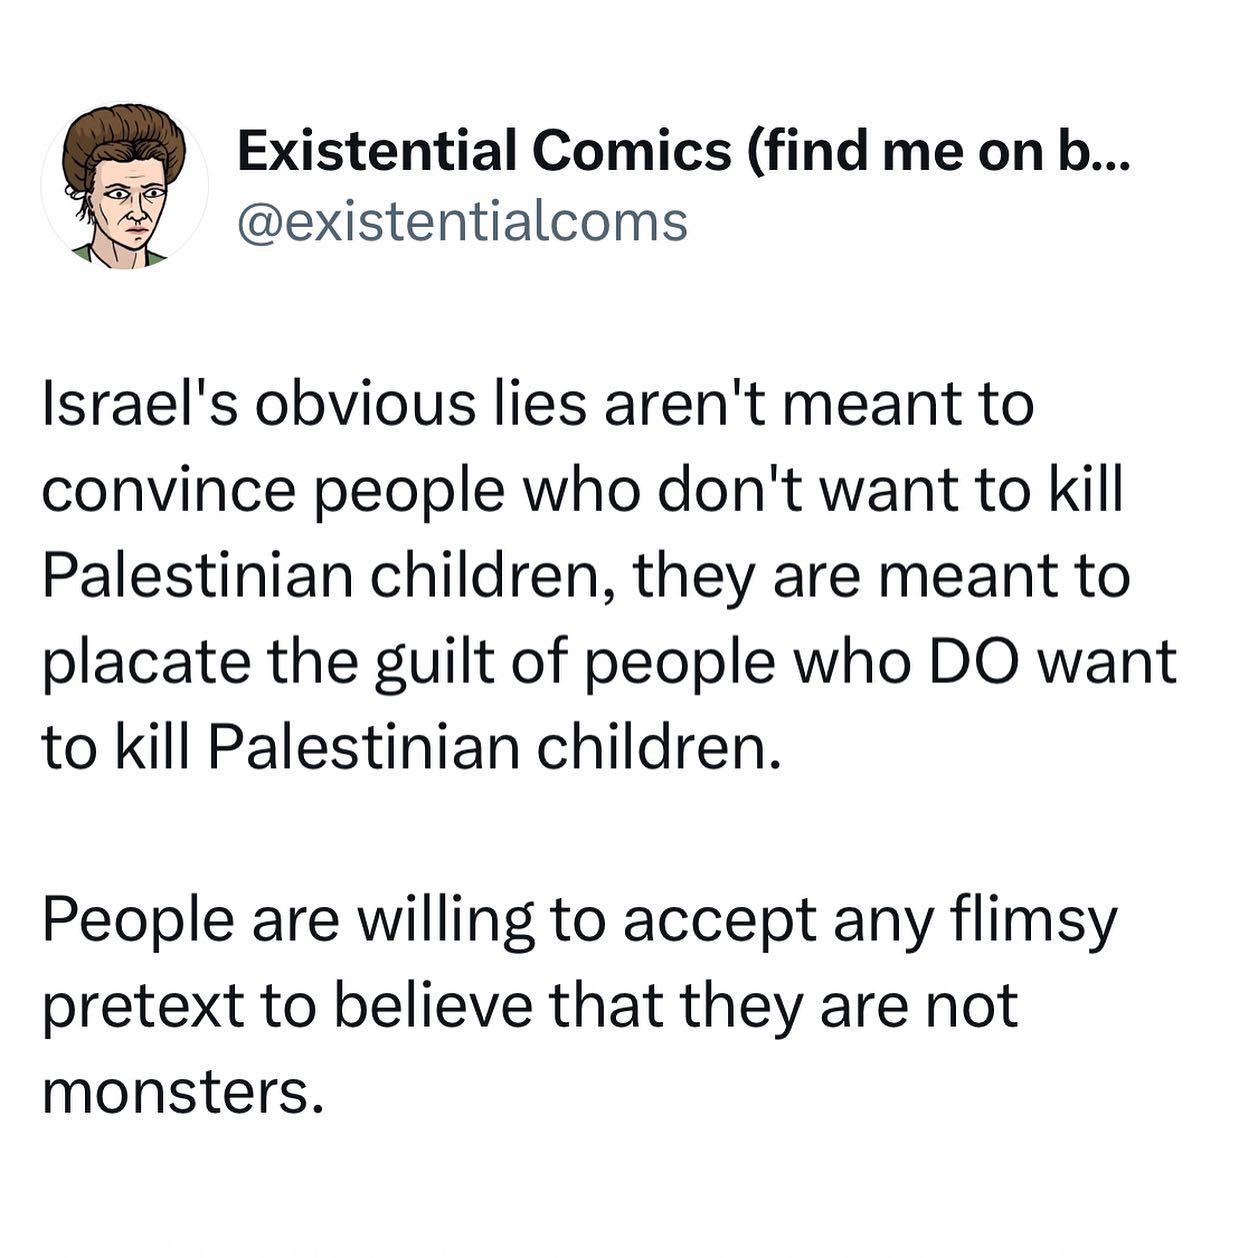 Existential Comics (find me on b...
@existentialcoms
Israel's obvious lies aren't meant to
convince people who don't want to kill
Palestinian children, they are meant to
placate the guilt of people who DO want
to kill Palestinian children.
People are willing to accept any flimsy
pretext to believe that they are not
monsters.